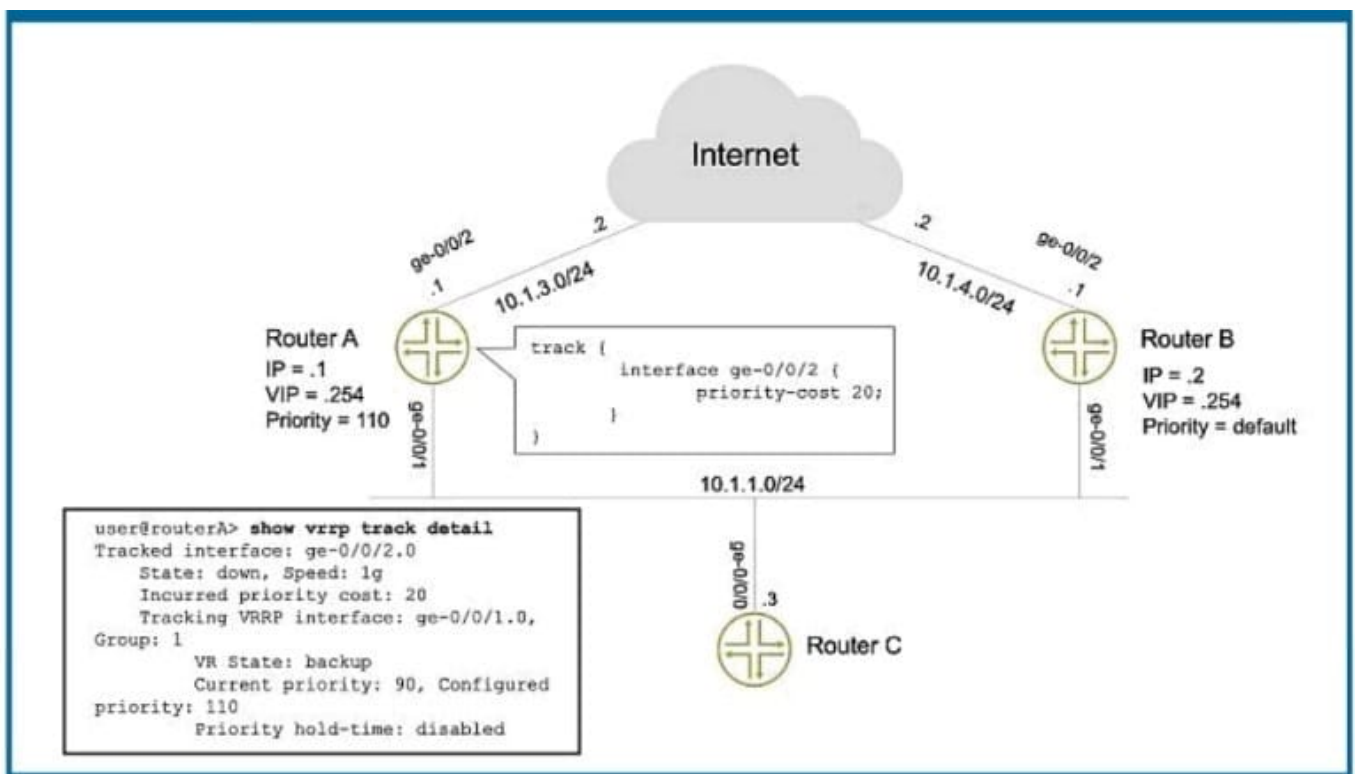 Internet
.2
.2
ge-0/0/2
ge-0/0/2
.1
.1
10.1.3.0/24
10.1.4.0/24
Router A
IP = .1
VIP = .254
Priority = 110
track {
interface ge-0/0/2 {
priority-cost 20;
}
}
Router B
IP = .2
VIP = .254
Priority = default
ge-0/0/1
ge-0/0/1
10.1.1.0/24
user@routerA> show vrrp track detail
Tracked interface: ge-0/0/2.0
State: down, Speed: 1g
Incurred priority cost: 20
Tracking VRRP interface: ge-0/0/1.0,
Group: 1
VR State: backup
Current priority: 90, Configured
priority: 110
Priority hold-time: disabled
ge-0/0/0
.3
Router C